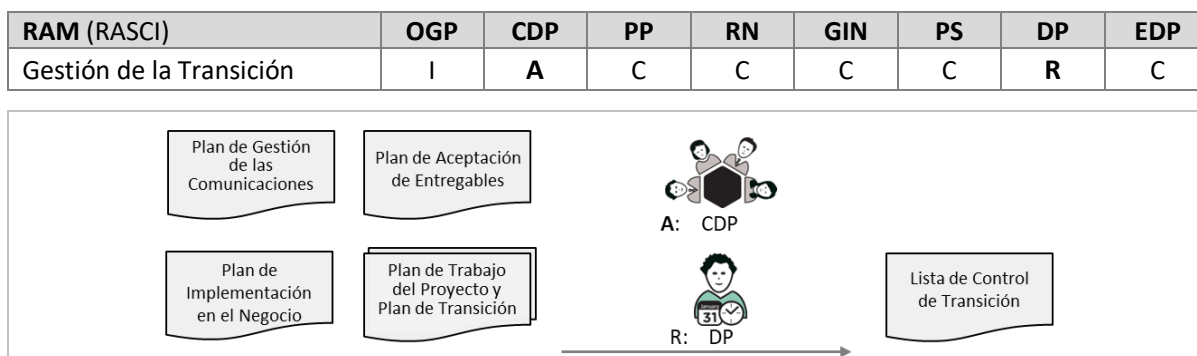 RAM (RASCI) OGP CDP PP RN GIN PS DP EDP
Gestión de la Transición I A C C C C R C
Plan de Gestión
de las
Comunicaciones
Plan de Aceptación
de Entregables
A: CDP
Plan de
Implementación
en el Negocio
Plan de Trabajo
del Proyecto y
Plan de Transición
January
31
R: DP
Lista de Control
de Transición